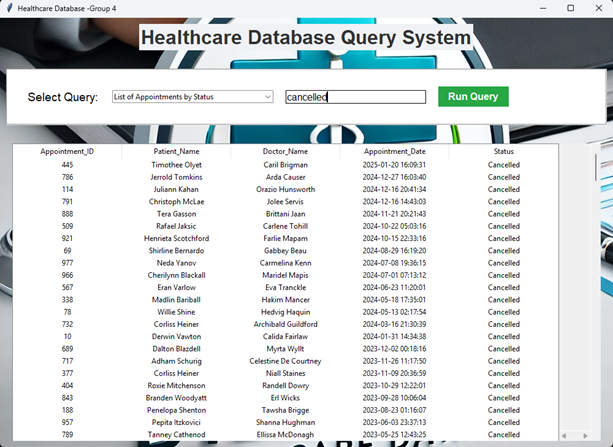 Healthcare Database -Group 4
Healthcare Database Query System
Select Query: List of Appointments by Status cancelled Run Query
Appointment_ID Patient_Name Doctor_Name Appointment_Date Status
445 Timothee Olyet Caril Brigman 2025-01-20 16:09:31 Cancelled
786 Jerrold Tomkins Arda Causer 2024-12-27 16:03:40 Cancelled
114 Juliann Kahan Orazio Hunsworth 2024-12-16 20:41:34 Cancelled
791 Christoph McLae Jolee Servis 2024-12-16 14:43:03 Cancelled
888 Tera Gasson Brittani Jaan 2024-11-21 20:21:43 Cancelled
509 Rafael Jaksic Carlene Tohill 2024-10-22 05:03:16 Cancelled
921 Henrieta Scotchford Farlie Mapam 2024-10-15 22:33:16 Cancelled
69 Shirline Bernardo Gabbey Beau 2024-08-29 16:19:20 Cancelled
977 Neda Yanov Carmelina Kenn 2024-07-08 19:36:15 Cancelled
966 Cherilynn Blackall Maridel Mapis 2024-07-01 07:13:12 Cancelled
567 Eran Varlow Eva Tranckle 2024-06-23 11:20:01 Cancelled
338 Madlin Bariball Hakim Mancer 2024-05-18 17:35:01 Cancelled
78 Willie Shine Hedvig Haquin 2024-05-13 02:17:54 Cancelled
732 Corliss Heiner Archibald Guildford 2024-03-16 21:30:39 Cancelled
10 Derwin Vawton Calida Fairlaw 2024-01-31 14:34:38 Cancelled
689 Dalton Blazdell Myrta Wyllt 2023-12-02 00:18:16 Cancelled
717 Adham Schurig Celestine De Courtney 2023-11-26 11:17:50 Cancelled
377 Corliss Heiner Niall Staines 2023-11-09 20:36:59 Cancelled
404 Roxie Mitchenson Randell Dowry 2023-10-29 12:22:01 Cancelled
843 Branden Woodyatt Erl Wicks 2023-09-28 10:06:04 Cancelled
188 Penelopa Shenton Tawsha Brigge 2023-08-23 01:16:07 Cancelled
957 Pepita Itzkovici Shanna Hughman 2023-06-03 23:37:13 Cancelled
789 Tanney Cathenod Ellissa McDonagh 2023-05-25 12:43:25 Cancelled